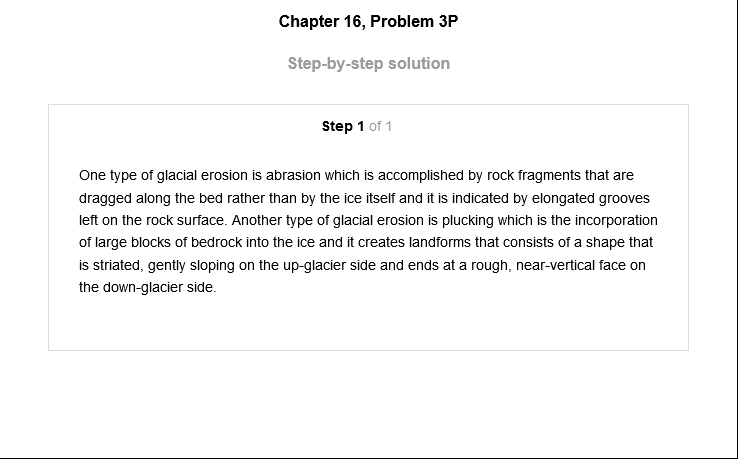 Chapter 16, Problem 3P
Step-by-step solution
Step 1 of 1
One type of glacial erosion is abrasion which is accomplished by rock fragments that are
dragged along the bed rather than by the ice itself and it is indicated by elongated grooves
left on the rock surface. Another type of glacial erosion is plucking which is the incorporation
of large blocks of bedrock into the ice and it creates landforms that consists of a shape that
is striated, gently sloping on the up-glacier side and ends at a rough, near-vertical face on
the down-glacier side.